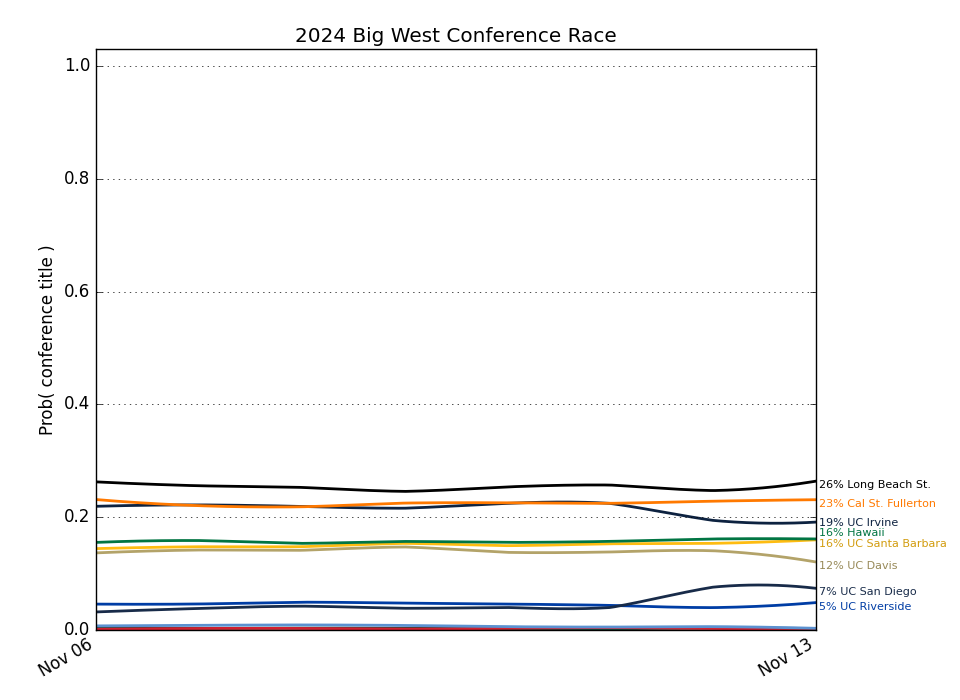 2024 Big West Conference Race
Prob( conference title )
1.0
0.8
0.6
0.4
0.2
0.0
26% Long Beach St.
23% Cal St. Fullerton
19% UC Irvine
16% Hawaii
16% UC Santa Barbara
12% UC Davis
7% UC San Diego
5% UC Riverside
Nov 06
Nov 13